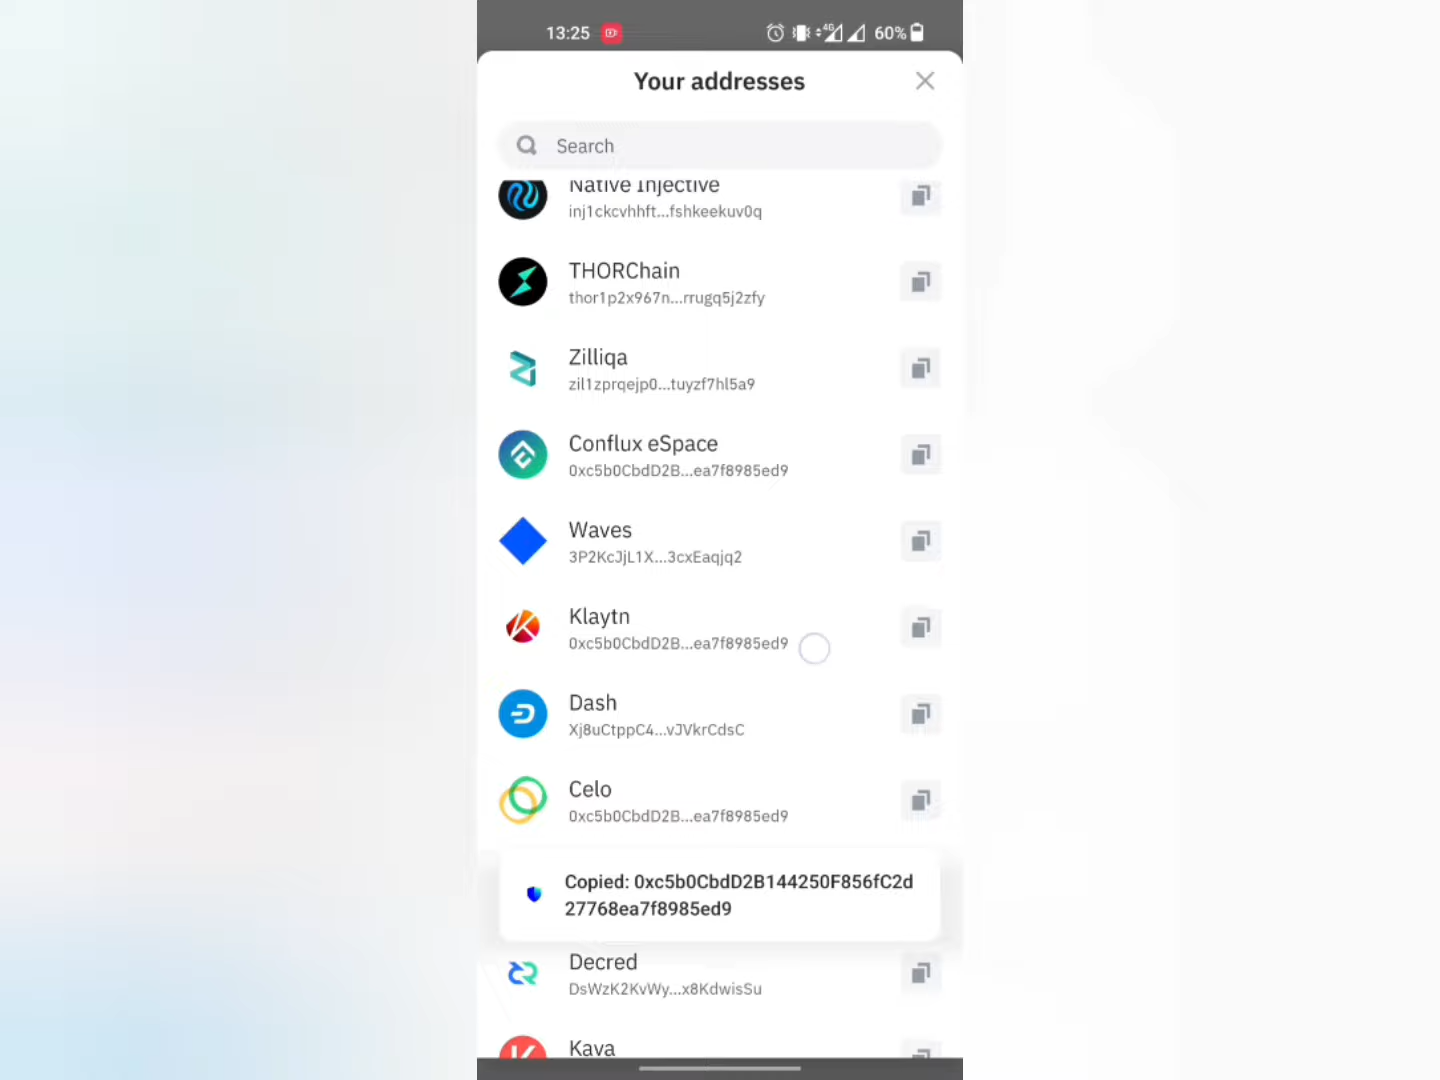 13:25
4G
60%
Your addresses
Search
Native Injective
inj1ckcvhhft...fshkeekuv0q
THORChain
thor1p2x967n...rrugq5j2zfy
Zilliqa
zil1zprqejp0...tuyzf7hl5a9
Conflux eSpace
0xc5b0CbdD2B...ea7f8985ed9
Waves
3P2KcJjL1X...3cxEaqjq2
Klaytn
0xc5b0CbdD2B...ea7f8985ed9
Dash
Xj8uCtppC4...vJVkrCdsC
Celo
0xc5b0CbdD2B...ea7f8985ed9
Copied: 0xc5b0CbdD2B144250F856fC2d
27768ea7f8985ed9
Decred
DsWzK2KvWy...x8KdwisSu
Kava